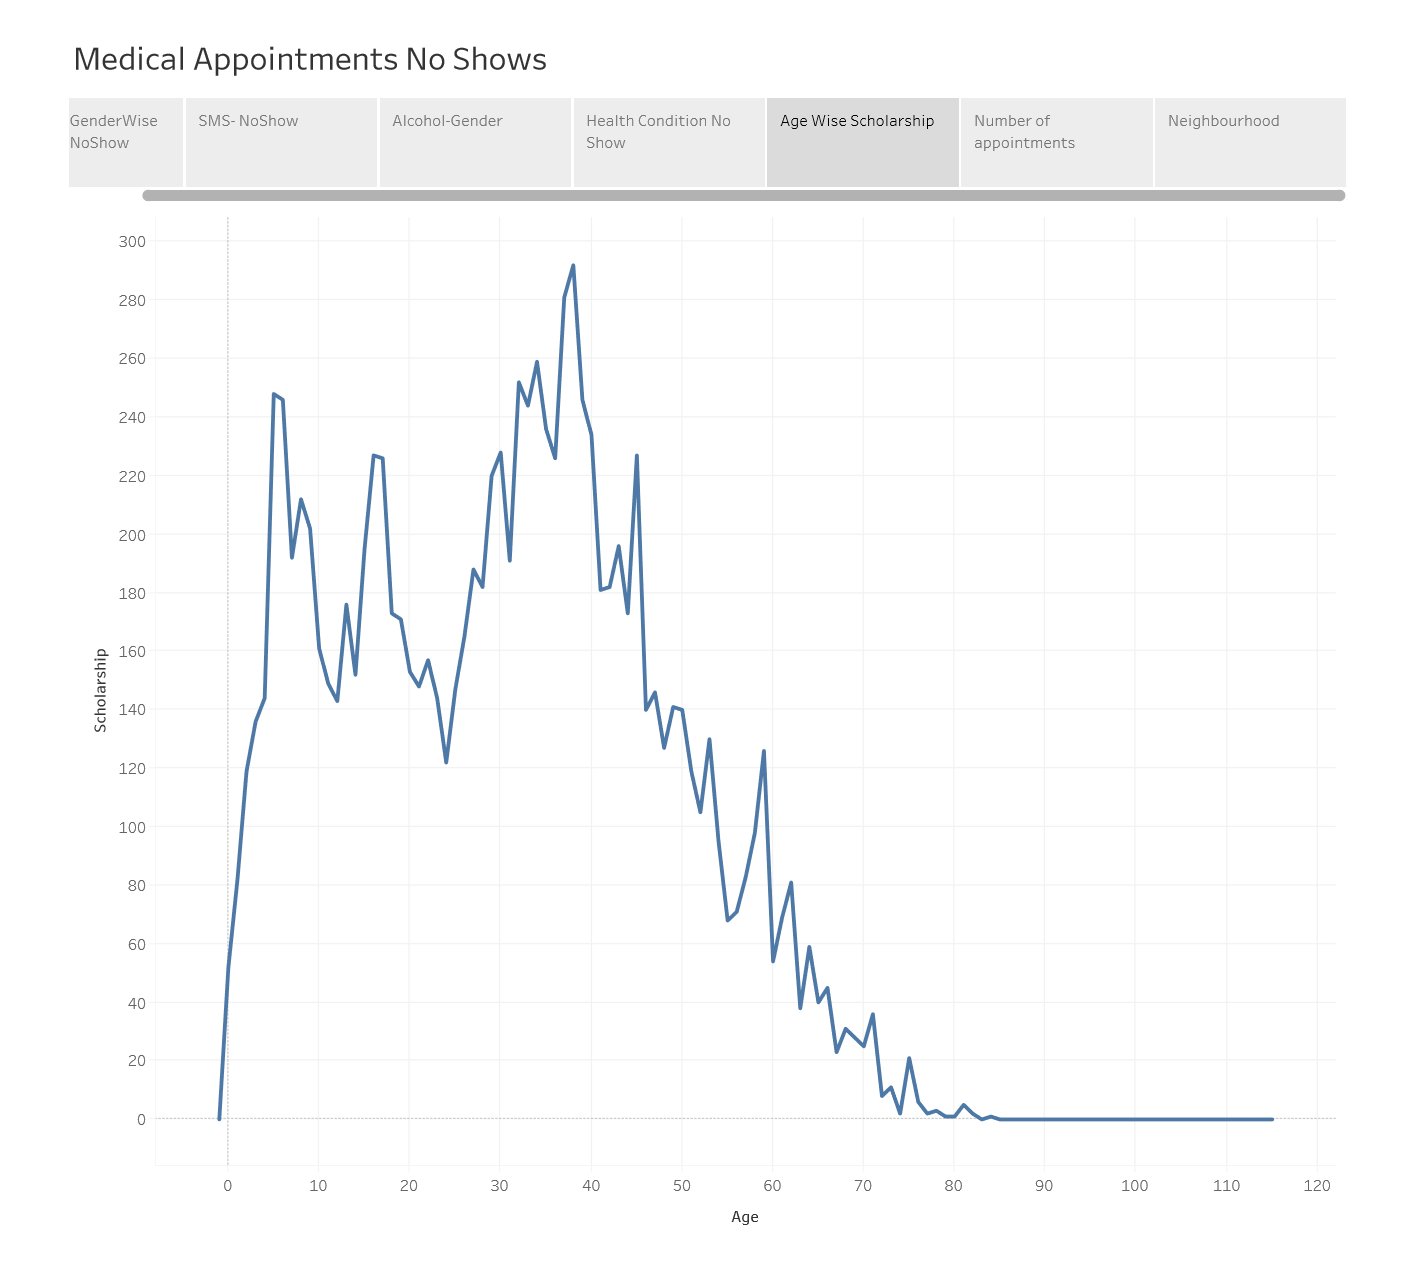 Medical Appointments No Shows
GenderWise
NoShow
SMS- NoShow
Alcohol-Gender
Health Condition No
Show
Age Wise Scholarship
Number of
appointments
Neighbourhood
300
280
260
240
220
200
180
160
140
120
100
80
60
40
20
0
Scholarship
0 10 20 30 40 50 60 70 80 90 100 110 120
Age